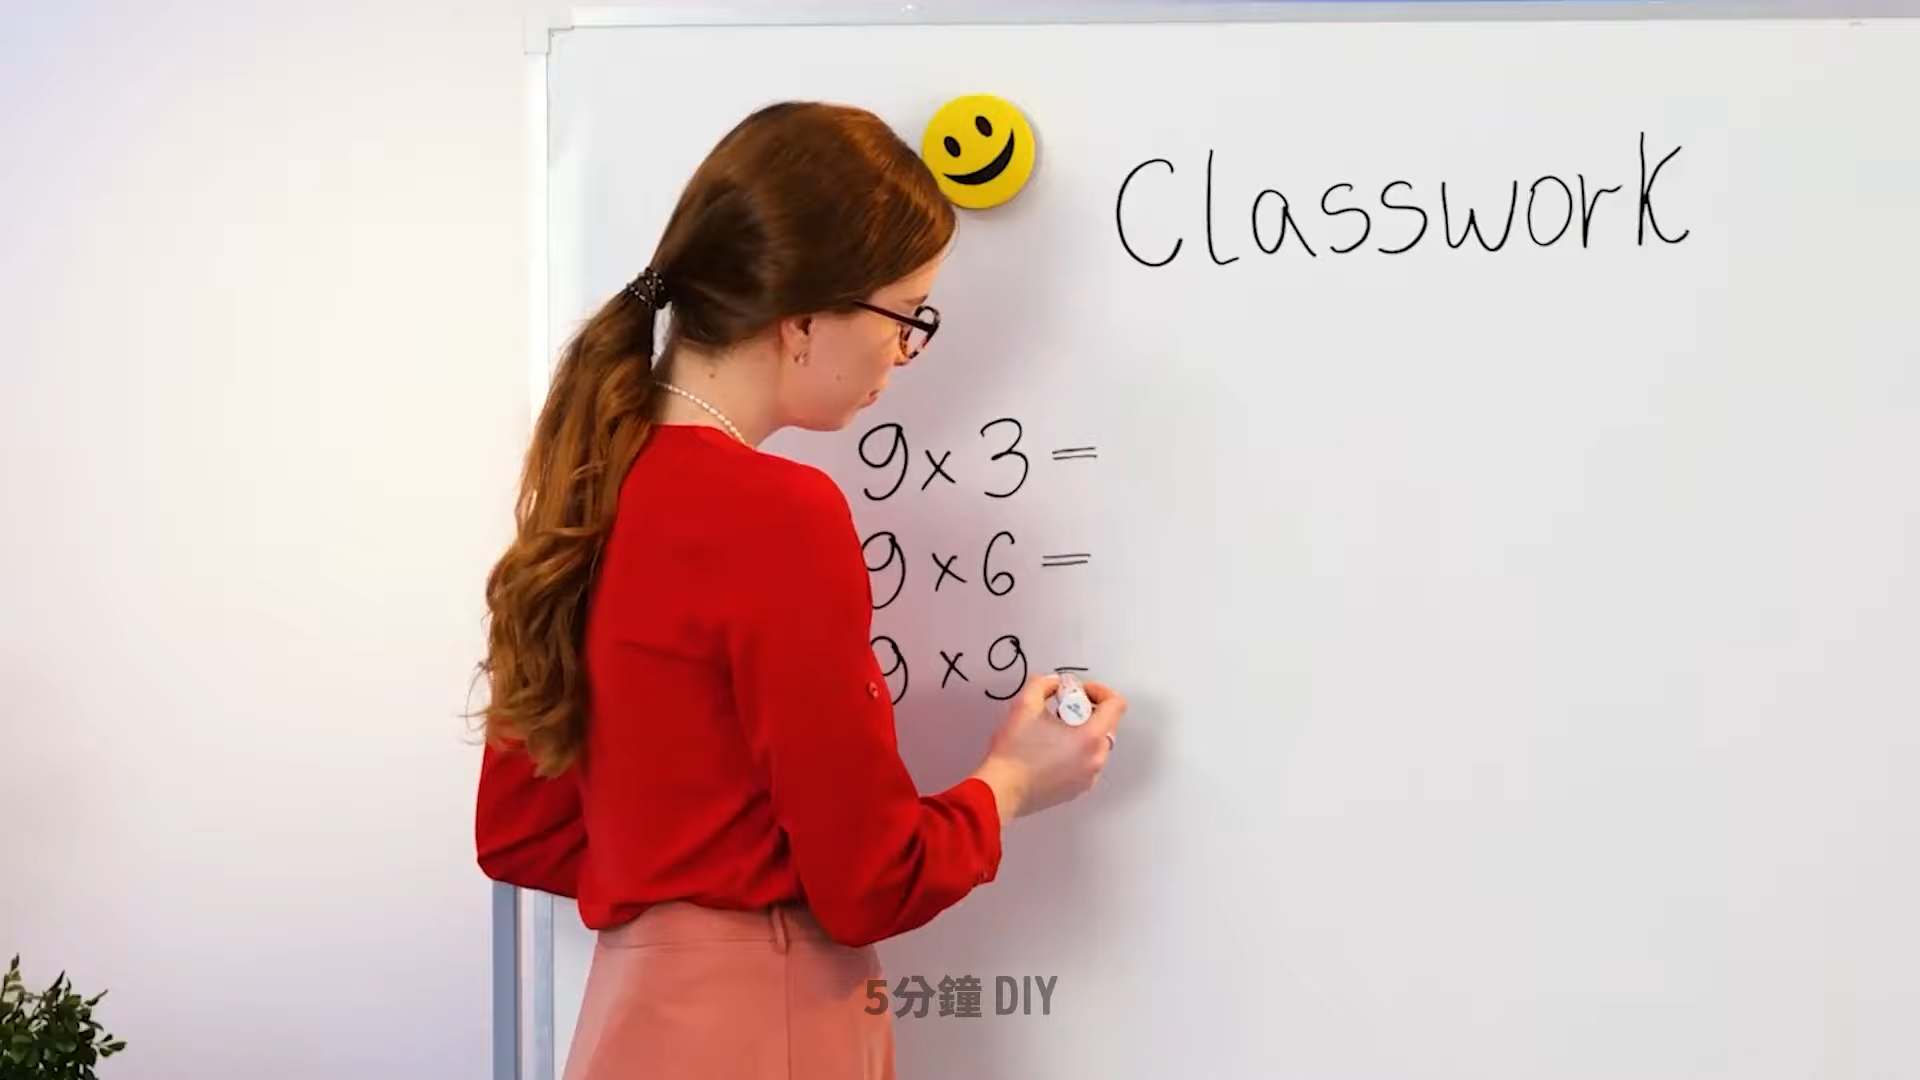 Classwork
9 x 3 =
9 x 6 =
9 x 9 =
5分鐘 DIY